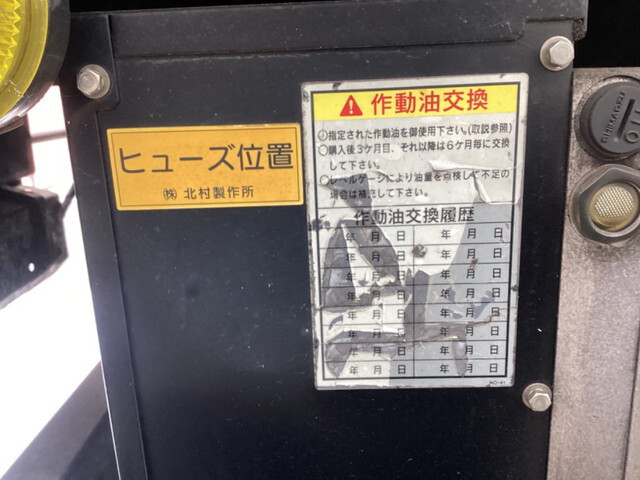 ヒューズ位置
㈱ 北村製作所
作動油交換
○指定された作動油を御使用下さい。(取説参照)
○購入後3ケ月目、それ以降は6ケ月毎に交換
して下さい。
○レベルゲージにより油量を点検して不足の
場合は補充して下さい。
作動油交換履歴
年 月 日 年 月 日
年 月 日 年 月 日
年 月 日 年 月 日
年 月 日 年 月 日
年 月 日 年 月 日
年 月 日 年 月 日
年 月 日 年 月 日
年 月 日 年 月 日